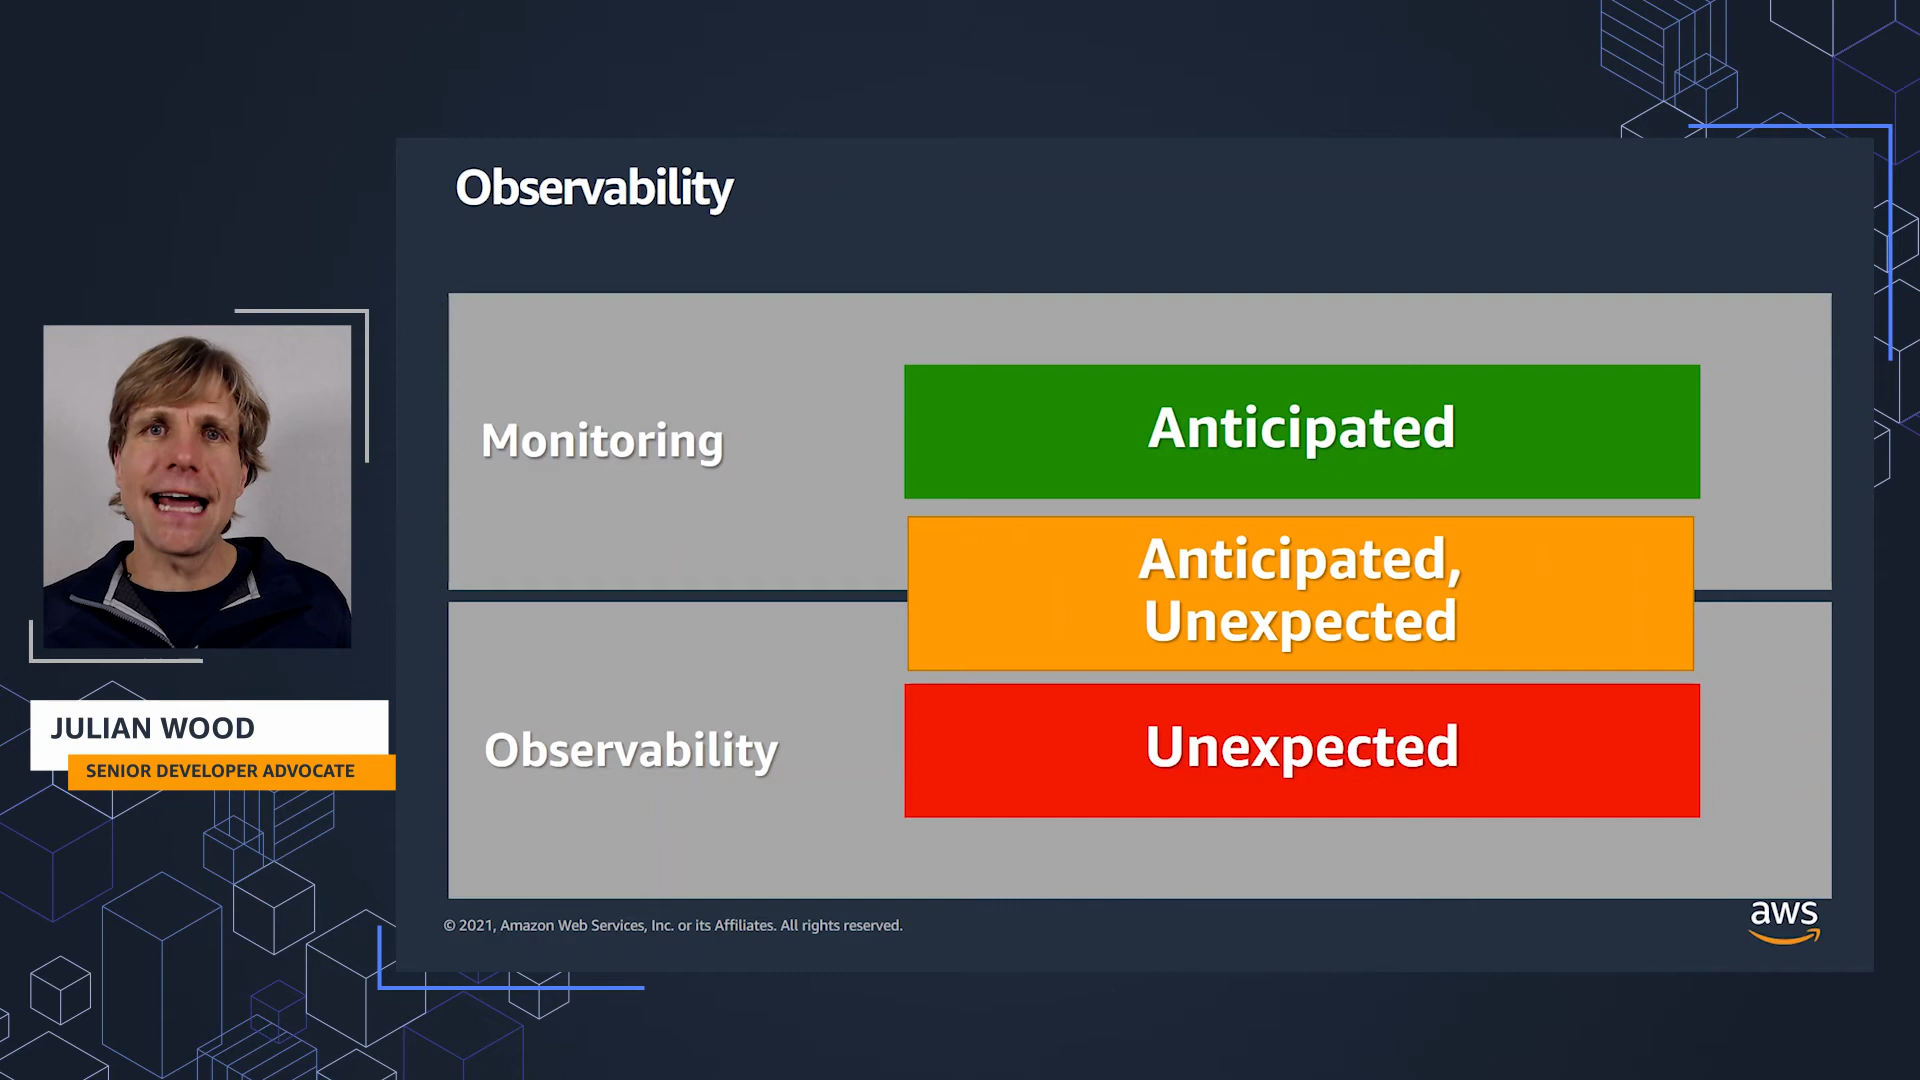 Observability
Monitoring
Anticipated
Anticipated,
Unexpected
Observability
Unexpected
JULIAN WOOD
SENIOR DEVELOPER ADVOCATE
© 2021, Amazon Web Services, Inc. or its Affiliates. All rights reserved.
aws